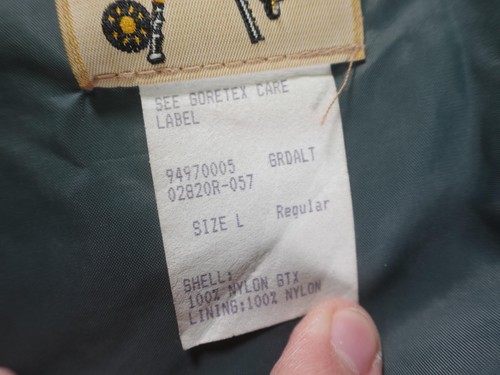 SEE GORETEX CARE
LABEL
94970005 GRDALT
02820R-057
SIZE L Regular
SHELL:
100% NYLON GTX
LINING:100% NYLON